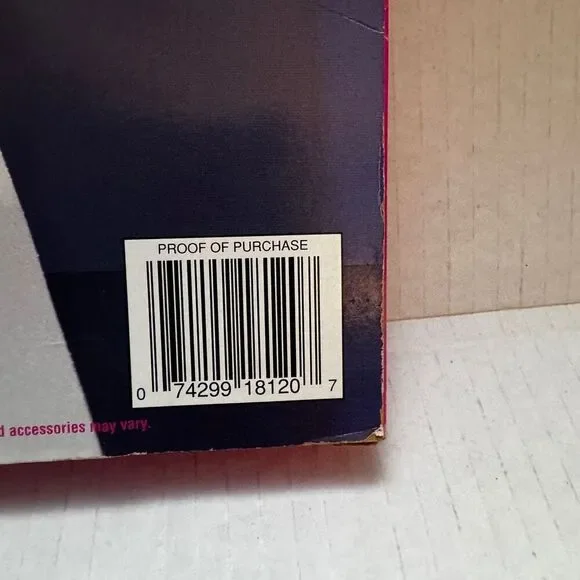 PROOF OF PURCHASE
0 74299 18120 7
d accessories may vary.